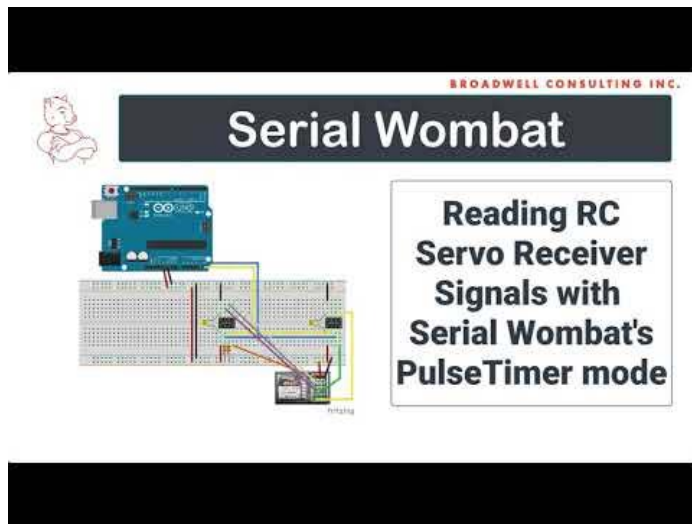 BROADWELL CONSULTING INC.
Serial Wombat
Reading RC
Servo Receiver
Signals with
Serial Wombat's
PulseTimer mode
fritzing